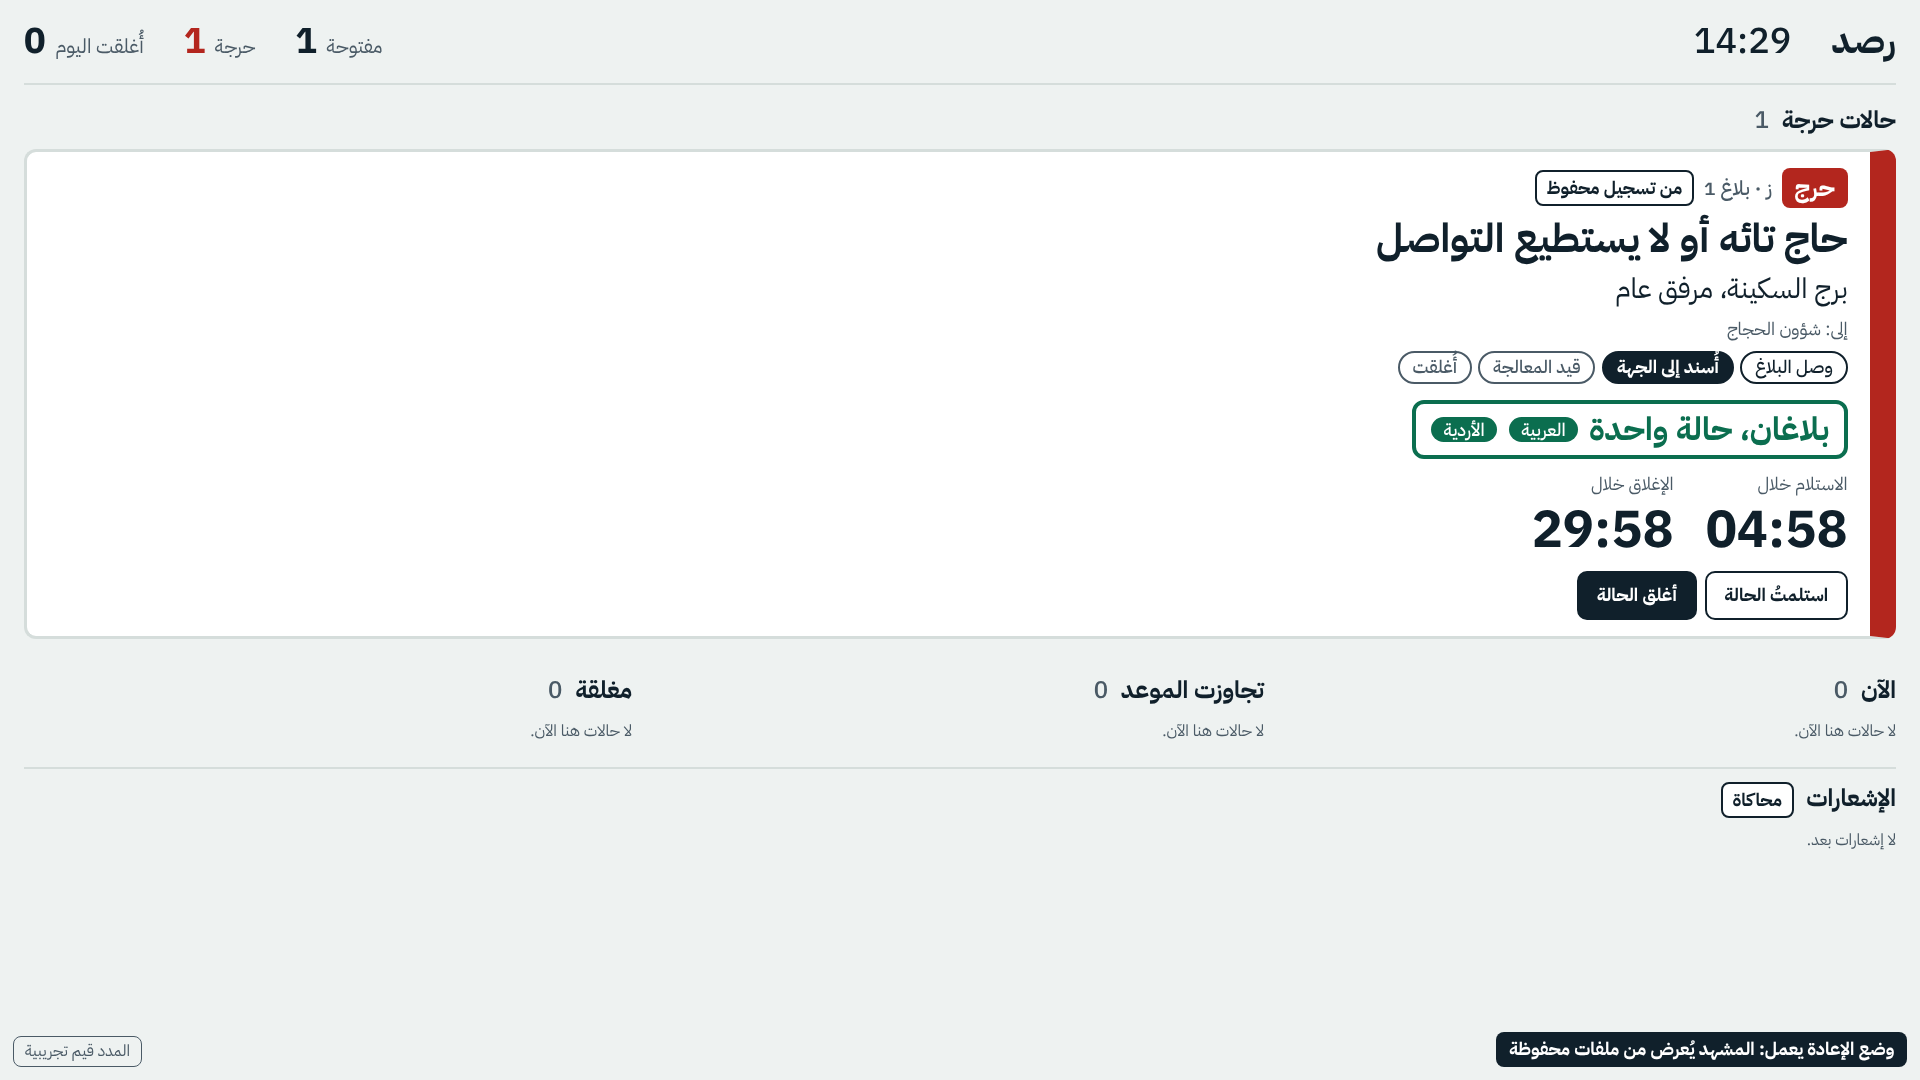 رصد 14:29
مفتوحة 1 حرجة 1 أُغلقت اليوم 0
حالات حرجة 1
حرج ز · بلاغ 1 من تسجيل محفوظ
حاج تائه أو لا يستطيع التواصل
برج السكينة، مرفق عام
إلى: شؤون الحجاج
وصل البلاغ أُسند إلى الجهة قيد المعالجة أُغلقت
بلاغان، حالة واحدة العربية الأردية
الاستلام خلال الإغلاق خلال
04:58 29:58
استلمتُ الحالة أغلق الحالة
الآن 0 تجاوزت الموعد 0 مغلقة 0
لا حالات هنا الآن. لا حالات هنا الآن. لا حالات هنا الآن.
الإشعارات محاكاة
لا إشعارات بعد.
وضع الإعادة يعمل: المشهد يُعرض من ملفات محفوظة
المدد قيم تجريبية